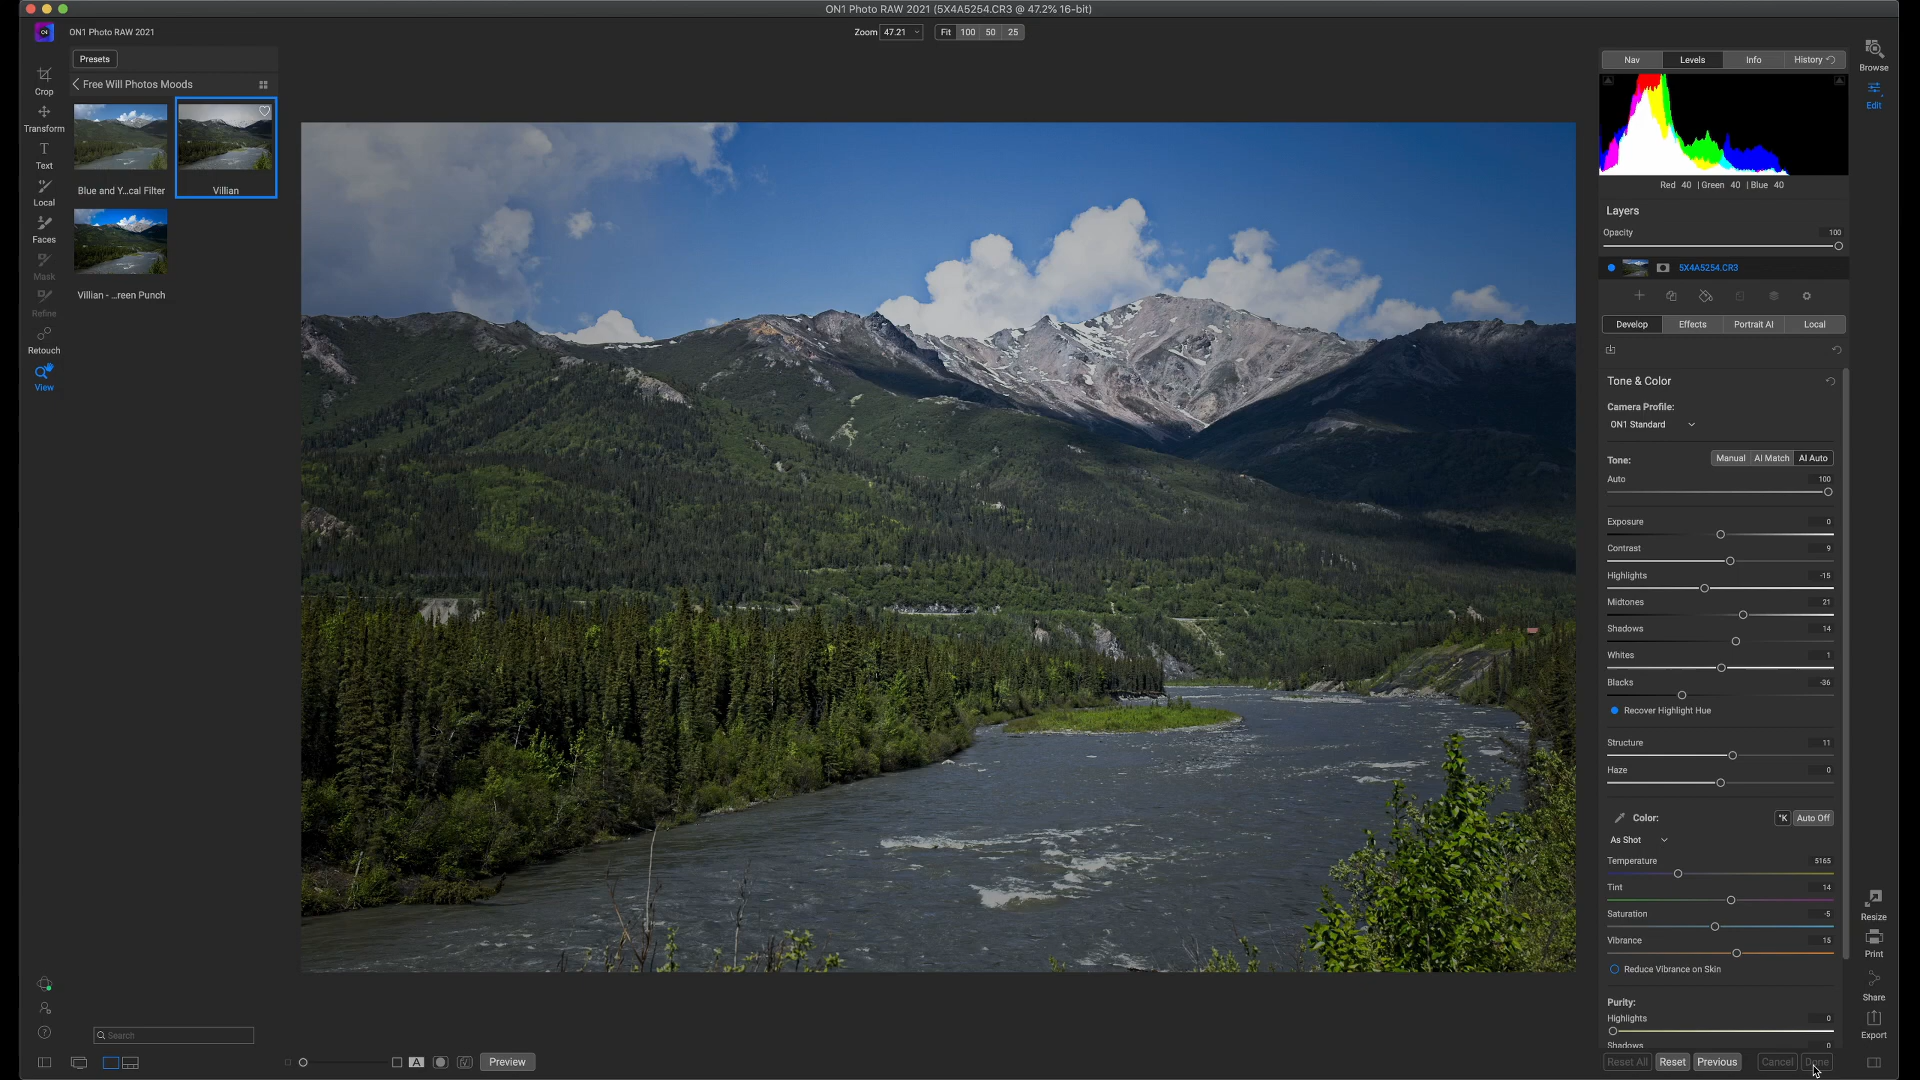 ON1 Photo RAW 2021 (5X4A5254.CR3 @ 47.2% 16-bit)
ON1 Photo RAW 2021
Zoom 47.21 Fit 100 50 25
Presets
Free Will Photos Moods
Blue and Y...cal Filter
Villian
Villian - ...reen Punch
Crop
Transform
Text
Local
Faces
Mask
Refine
Retouch
View
Search
A
Preview
Nav Levels Info History
Red 40 | Green 40 | Blue 40
Layers
Opacity 100
5X4A5254.CR3
Develop Effects Portrait AI Local
Tone & Color
Camera Profile:
ON1 Standard
Tone: Manual AI Match AI Auto
Auto 100
Exposure 0
Contrast 9
Highlights -15
Midtones 21
Shadows 14
Whites 1
Blacks -36
Recover Highlight Hue
Structure 11
Haze 0
Color: °K Auto Off
As Shot
Temperature 5165
Tint 14
Saturation -5
Vibrance 15
Reduce Vibrance on Skin
Purity:
Highlights 0
Shadows 0
Reset All Reset Previous Cancel Done
Browse
Edit
Resize
Print
Share
Export